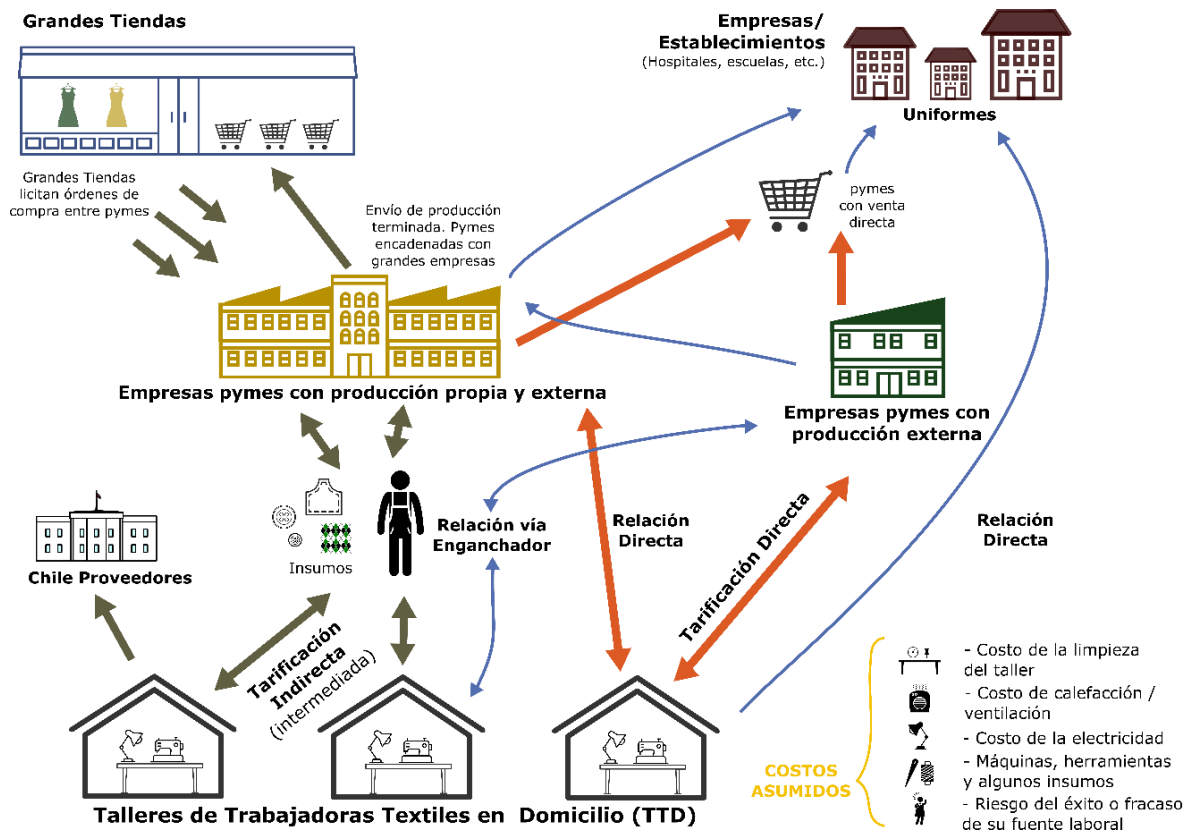 Grandes Tiendas
Empresas/
Establecimientos
(Hospitales, escuelas, etc.)
Uniformes
Grandes Tiendas
licitan órdenes de
compra entre pymes
Envío de producción
terminada. Pymes
encadenadas con
grandes empresas
pymes
con venta
directa
Empresas pymes con producción propia y externa
Empresas pymes con
producción externa
Chile Proveedores
Insumos
Relación vía
Enganchador
Relación
Directa
Tarificación Directa
Relación
Directa
Tarificación
Indirecta
(intermediada)
COSTOS
ASUMIDOS
- Costo de la limpieza
del taller
- Costo de calefacción /
ventilación
- Costo de la electricidad
- Máquinas, herramientas
y algunos insumos
- Riesgo del éxito o fracaso
de su fuente laboral
Talleres de Trabajadoras Textiles en Domicilio (TTD)